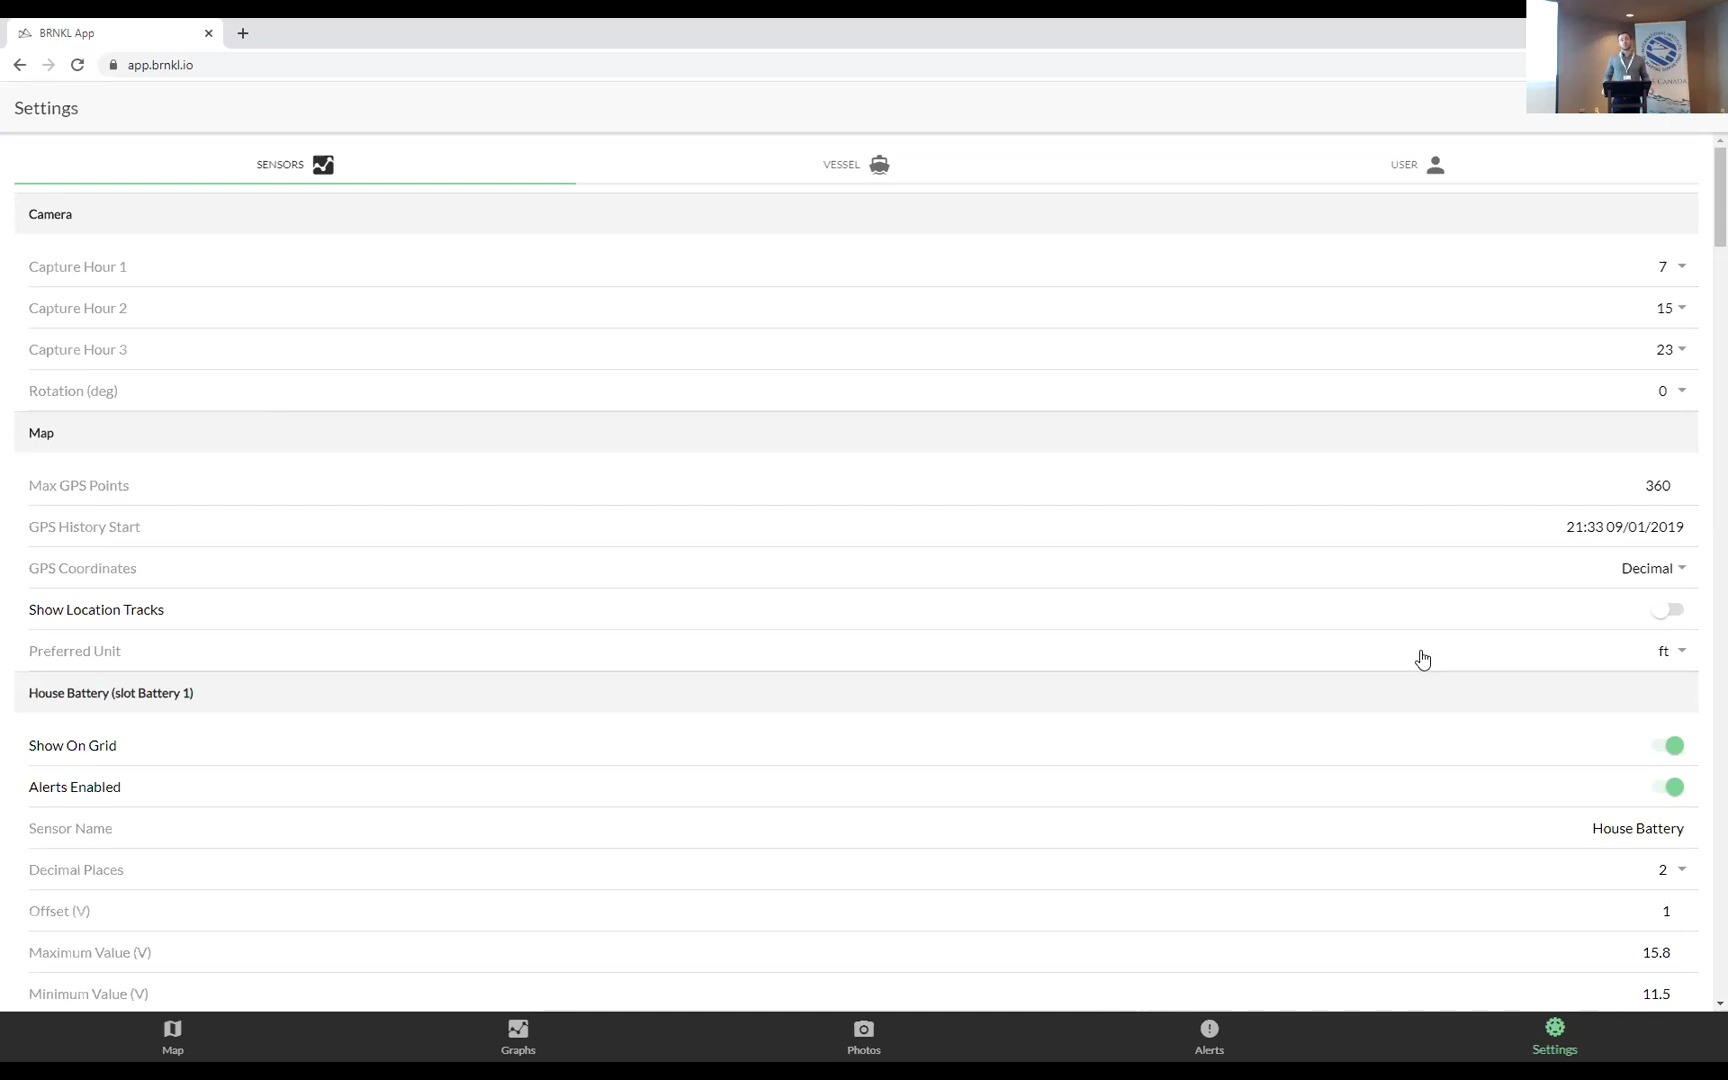 BRNKL App
app.brnkl.io
Settings
SENSORS
VESSEL
USER
Camera
Capture Hour 1 7
Capture Hour 2 15
Capture Hour 3 23
Rotation (deg) 0
Map
Max GPS Points 360
GPS History Start 21:33 09/01/2019
GPS Coordinates Decimal
Show Location Tracks
Preferred Unit ft
House Battery (slot Battery 1)
Show On Grid
Alerts Enabled
Sensor Name House Battery
Decimal Places 2
Offset (V) 1
Maximum Value (V) 15.8
Minimum Value (V) 11.5
Map
Graphs
Photos
Alerts
Settings
CANADA